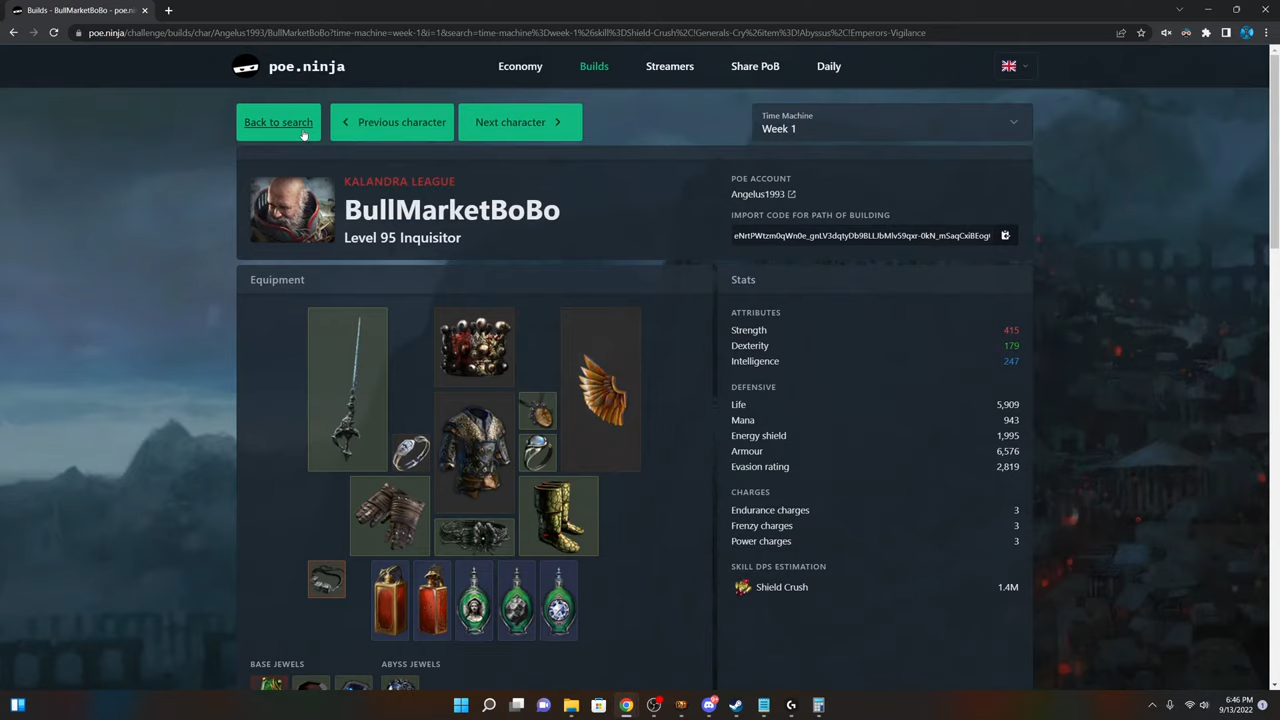 Builds - BullMarketBoBo - poe.nin
poe.ninja/challenge/builds/char/Angelus1993/BullMarketBoBo?time-machine=week-1&i=1&search=time-machine%3Dweek-1%26skill%3DShield-Crush%2C!Generals-Cry%26item%3D!Abyssus%2C!Emperors-Vigilance
poe.ninja
Economy Builds Streamers Share PoB Daily
Back to search Previous character Next character
Time Machine
Week 1
KALANDRA LEAGUE
BullMarketBoBo
Level 95 Inquisitor
POE ACCOUNT
Angelus1993
IMPORT CODE FOR PATH OF BUILDING
Equipment
Stats
ATTRIBUTES
Strength 415
Dexterity 179
Intelligence 247
DEFENSIVE
Life 5,909
Mana 943
Energy shield 1,995
Armour 6,576
Evasion rating 2,819
CHARGES
Endurance charges 3
Frenzy charges 3
Power charges 3
SKILL DPS ESTIMATION
Shield Crush 1.4M
BASE JEWELS ABYSS JEWELS
6:46 PM
9/13/2022